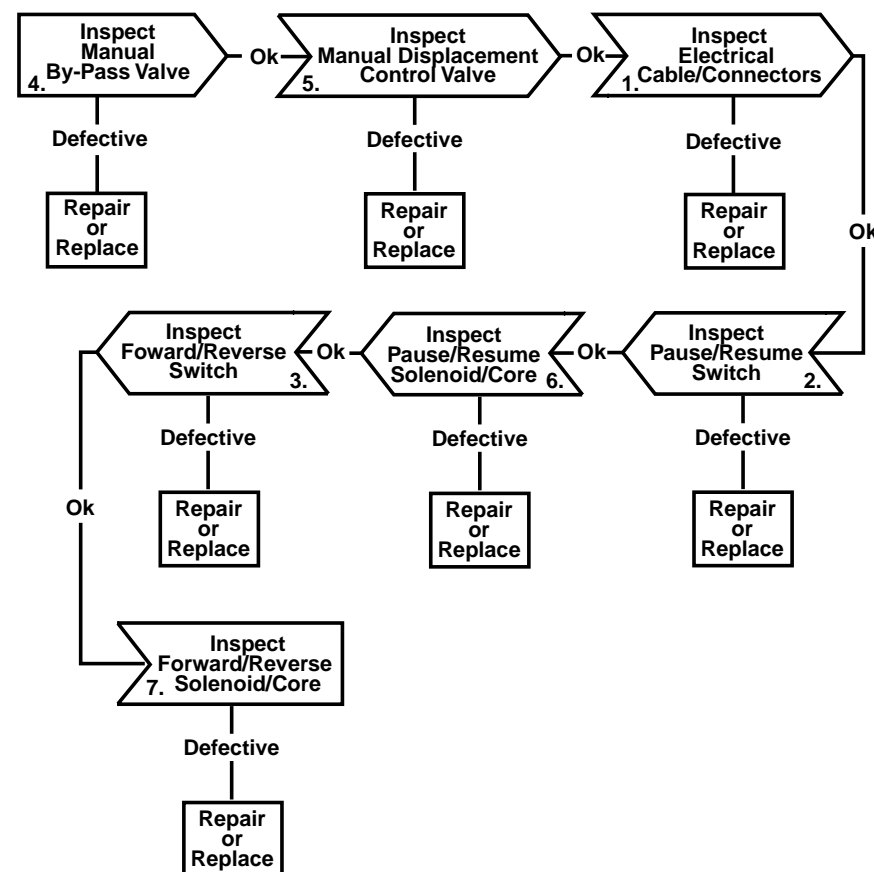 Inspect
Manual
By-Pass Valve
4.
Ok
Inspect
Manual Displacement
Control Valve
5.
Ok
Inspect
Electrical
Cable/Connectors
1.
Defective
Repair
or
Replace
Defective
Repair
or
Replace
Defective
Repair
or
Replace
Ok
Inspect
Pause/Resume
Switch
2.
Ok
Inspect
Pause/Resume
Solenoid/Core
6.
Ok
Inspect
Foward/Reverse
Switch
3.
Defective
Repair
or
Replace
Defective
Repair
or
Replace
Defective
Repair
or
Replace
Ok
Inspect
Forward/Reverse
Solenoid/Core
7.
Defective
Repair
or
Replace